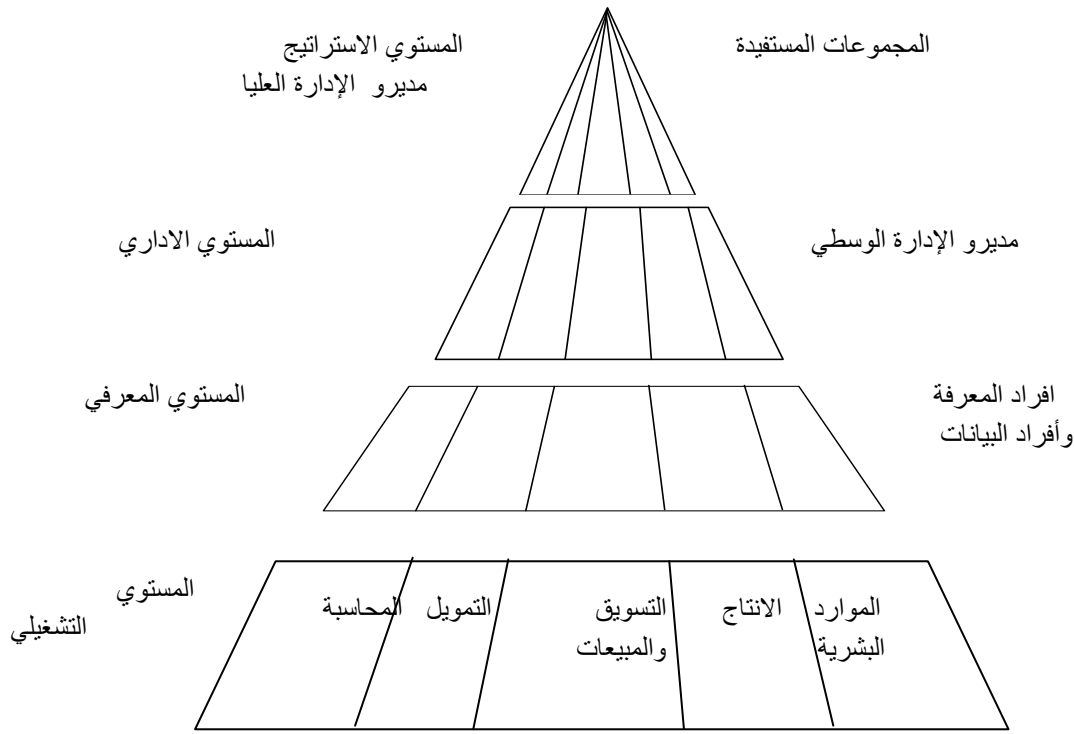 المجموعات المستفيدة
المستوي الاستراتيج
مديرو الإدارة العليا
مديرو الإدارة الوسطي
المستوي الاداري
افراد المعرفة
وأفراد البيانات
المستوي المعرفي
الموارد
البشرية
الانتاج
التسويق
والمبيعات
التمويل
المحاسبة
المستوي
التشغيلي